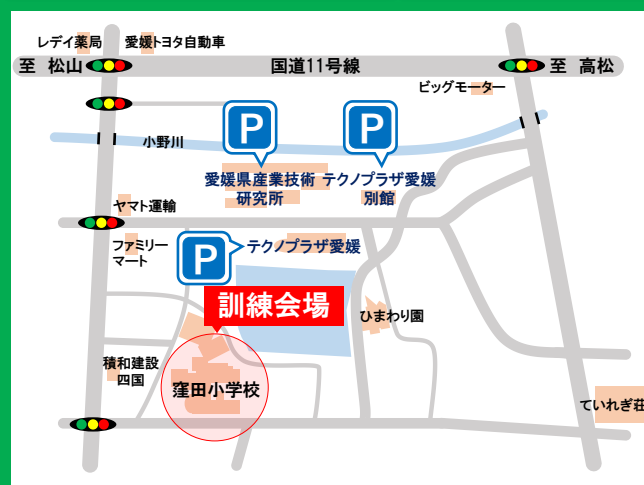 レデイ薬局
愛媛トヨタ自動車
至 松山
国道11号線
至 高松
ビッグモーター
P
P
小野川
愛媛県産業技術
研究所
テクノプラザ愛媛
別館
ヤマト運輸
ファミリー
マート
P
テクノプラザ愛媛
訓練会場
ひまわり園
積和建設
四国
窪田小学校
ていれぎ荘